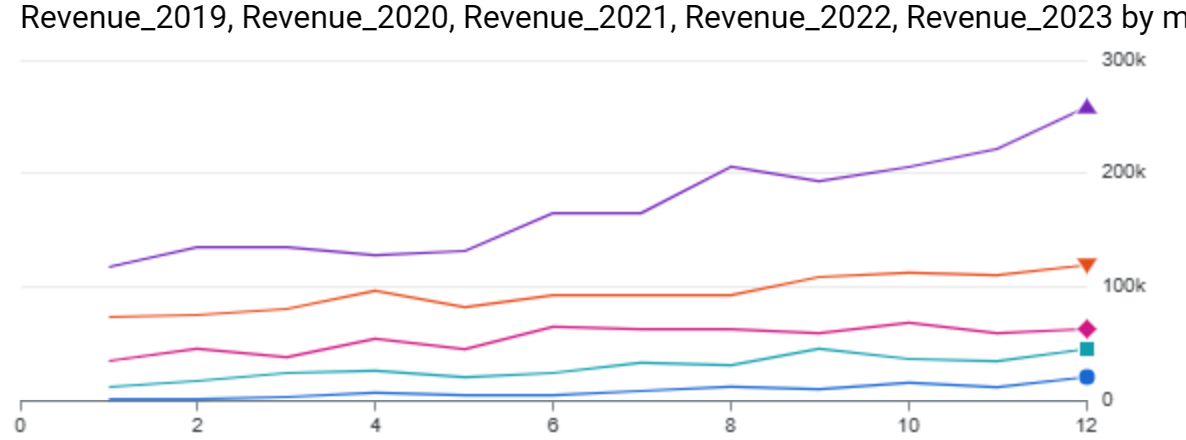 Revenue_2019, Revenue_2020, Revenue_2021, Revenue_2022, Revenue_2023 by m
300k
200k
100k
0
0 2 4 6 8 10 12